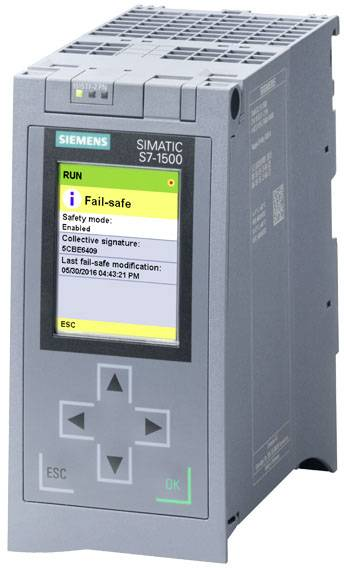 SIEMENS
SIMATIC
S7-1500
RUN
i Fail-safe
Safety mode:
Enabled
Collective signature:
5CBE6409
Last fail-safe modification:
05/30/2016 04:43:21 PM
ESC
ESC
OK